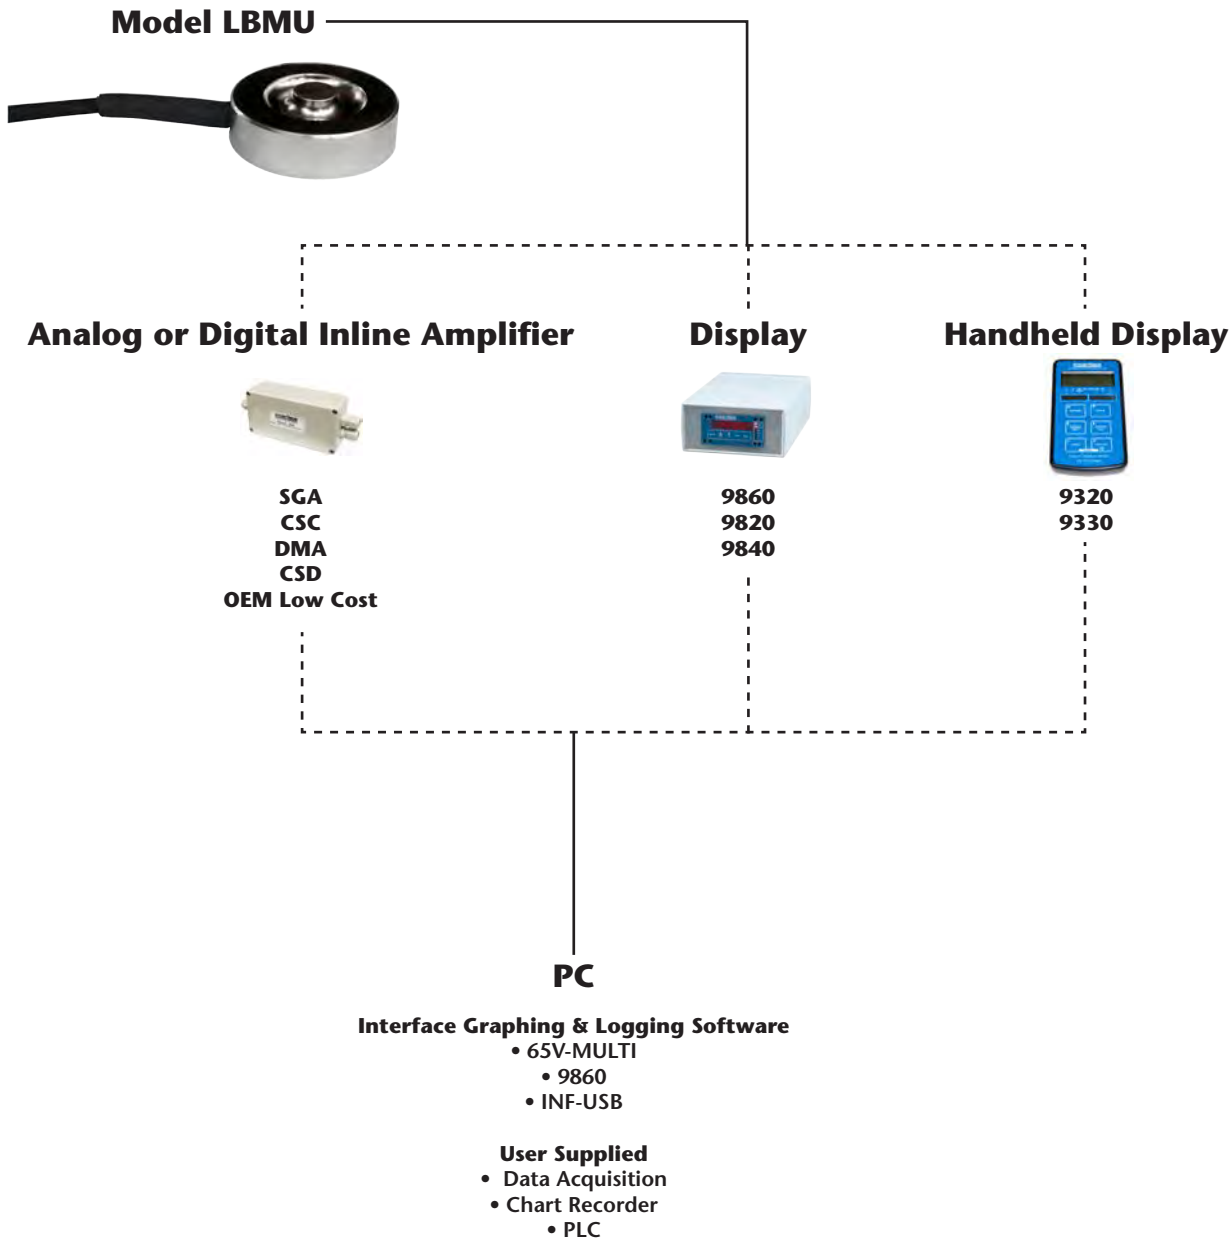 Model LBMU
Analog or Digital Inline Amplifier
Display
Handheld Display
SGA
CSC
DMA
CSD
OEM Low Cost
9860
9820
9840
9320
9330
PC
Interface Graphing & Logging Software
• 65V-MULTI
• 9860
• INF-USB
User Supplied
• Data Acquisition
• Chart Recorder
• PLC